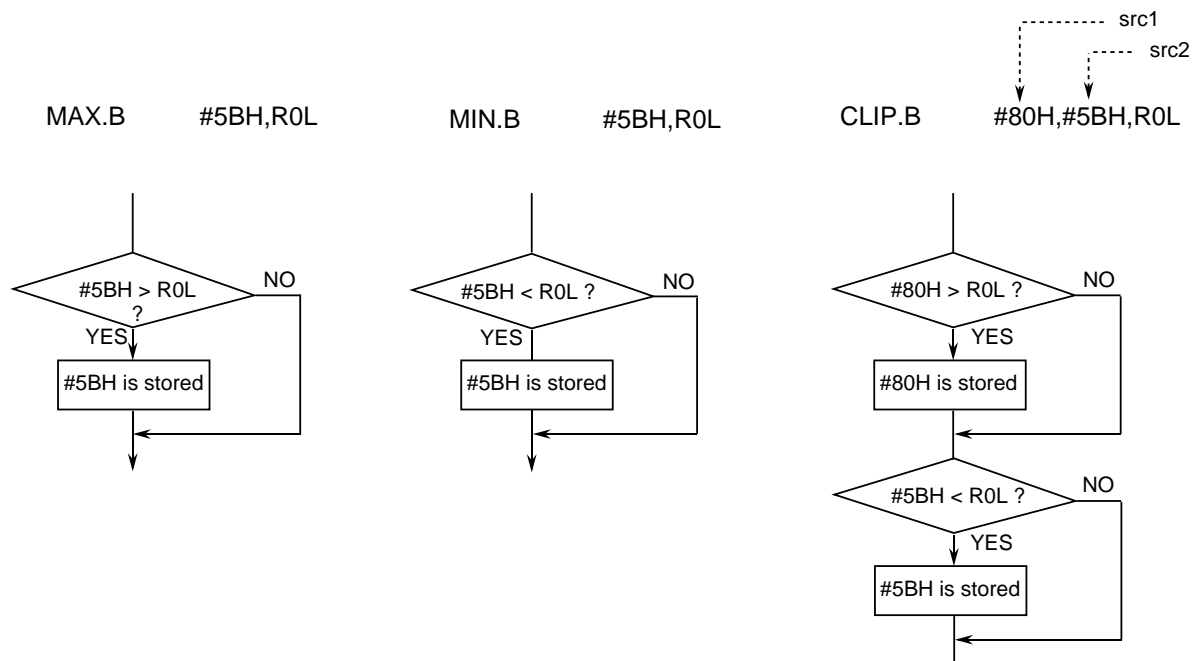 src1
src2
MAX.B #5BH,R0L
MIN.B #5BH,R0L
CLIP.B #80H,#5BH,R0L
#5BH > R0L
?
NO
YES
#5BH is stored
#5BH < R0L ?
NO
YES
#5BH is stored
#80H > R0L ?
NO
YES
#80H is stored
#5BH < R0L ?
NO
YES
#5BH is stored